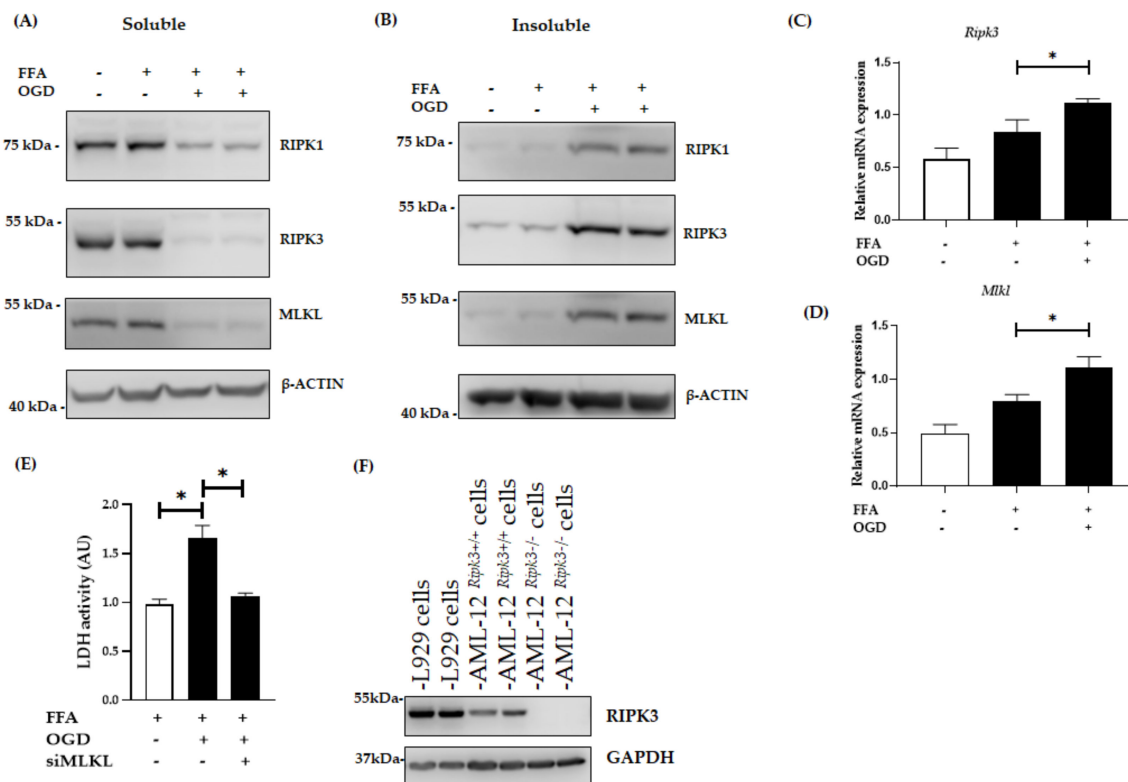 (A)
Soluble
FFA - + + +
OGD - - + +
75 kDa - RIPK1
55 kDa - RIPK3
55 kDa - MLKL
40 kDa - β-ACTIN
(B)
Insoluble
FFA - + + +
OGD - - + +
75 kDa - RIPK1
55 kDa - RIPK3
55 kDa - MLKL
40 kDa - β-ACTIN
(C)
Ripk3
Relative mRNA expression
1.5
1.0
0.5
0.0
*
FFA - + +
OGD - - +
(D)
Mlkl
Relative mRNA expression
1.5
1.0
0.5
0.0
*
FFA - + +
OGD - - +
(E)
LDH activity (AU)
2.0
1.5
1.0
0.5
0.0
* *
FFA + + +
OGD - + +
siMLKL - - +
(F)
-L929 cells
-L929 cells
-AML-12 Ripk3+/+ cells
-AML-12 Ripk3+/+ cells
-AML-12 Ripk3-/- cells
-AML-12 Ripk3-/- cells
55kDa- RIPK3
37kDa- GAPDH